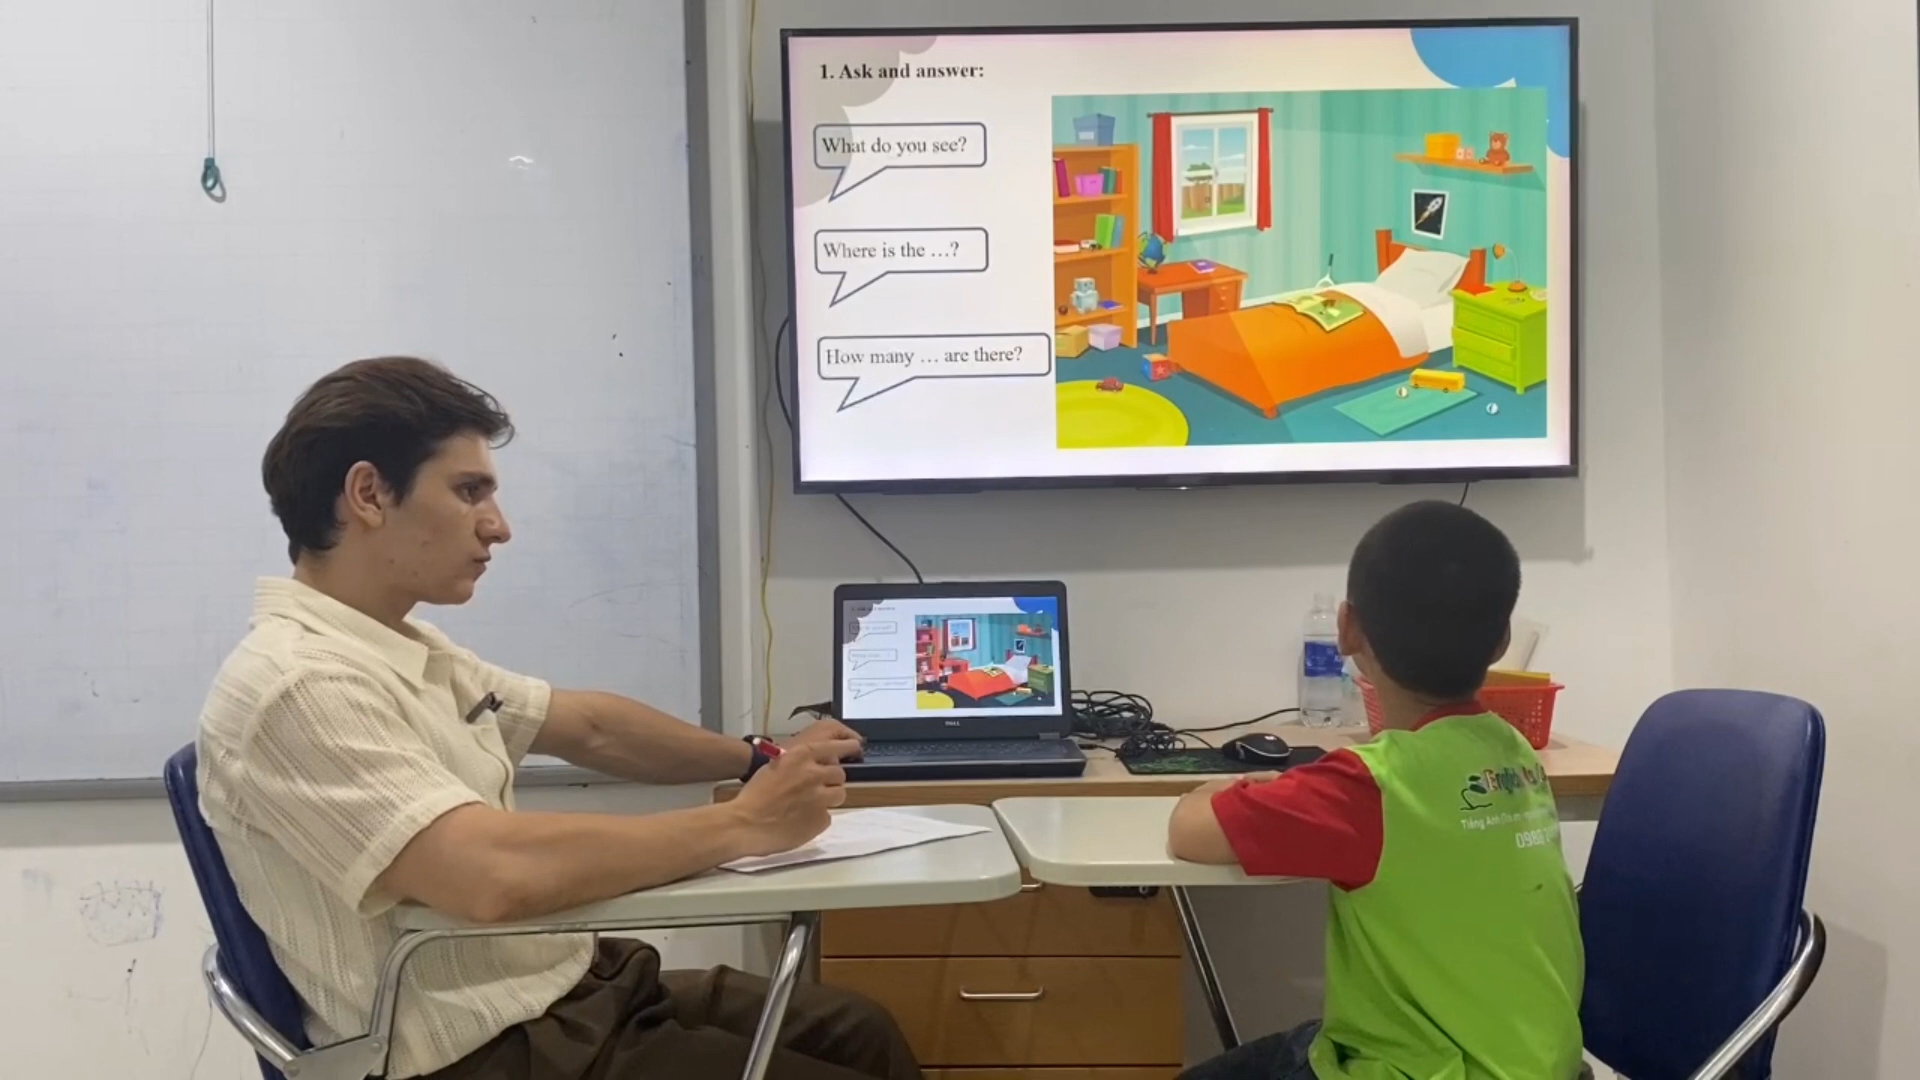 1. Ask and answer:
What do you see?
Where is the …?
How many … are there?
DELL
Tiếng Anh